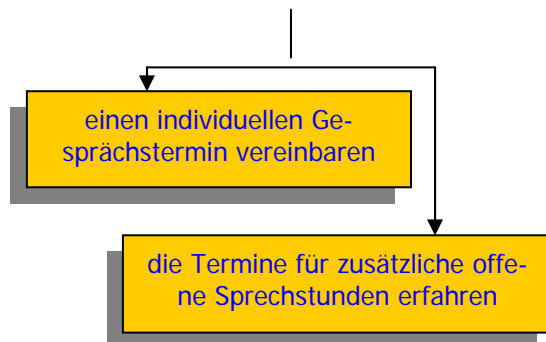 einen individuellen Ge-
sprächstermin vereinbaren
die Termine für zusätzliche offe-
ne Sprechstunden erfahren